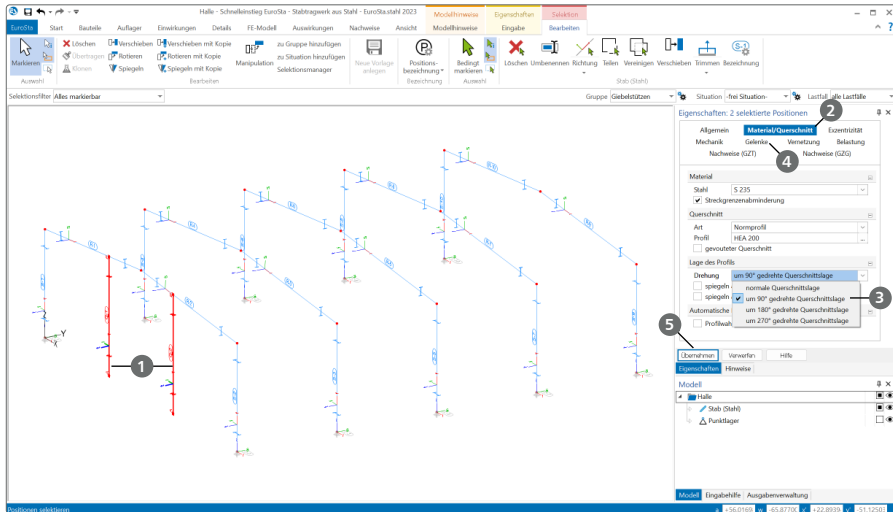 Halle - Schnelleinstieg EuroSta - Stabtragwerk aus Stahl - EuroSta.stahl 2023
Modellhinweise Eigenschaften Selektion
EuroSta Start Bauteile Auflager Einwirkungen Details FE-Modell Auswirkungen Nachweise Ansicht Modellhinweise Eingabe Bearbeiten
Markieren
Löschen
Übertragen
Klonen
Verschieben
Rotieren
Spiegeln
Verschieben mit Kopie
Rotieren mit Kopie
Spiegeln mit Kopie
Manipulation
zu Gruppe hinzufügen
zu Situation hinzufügen
Selektionsmanager
Neue Vorlage
anlegen
Positions-
bezeichnung
Bedingt
markieren
Löschen Umbenennen Richtung Teilen Vereinigen Verschieben Trimmen Bezeichnung
Auswahl Bearbeiten Bezeichnung Auswahl Stab (Stahl)
Selektionsfilter Alles markierbar Gruppe Giebelstützen Situation -frei Situation- Lastfall alle Lastfälle
Eigenschaften: 2 selektierte Positionen
2
Allgemein Material/Querschnitt Exzentrizität
Mechanik Gelenke Vernetzung Belastung
4
Nachweise (GZT) Nachweise (GZG)
Material
Stahl S 235
Streckgrenzenabminderung
Querschnitt
Art Normprofil
Profil HEA 200 ...
gevouteter Querschnitt
Lage des Profils
Drehung um 90° gedrehte Querschnittslage
spiegeln
normale Querschnittslage
spiegeln
um 90° gedrehte Querschnittslage
3
Automatische
um 180° gedrehte Querschnittslage
Profilwah
um 270° gedrehte Querschnittslage
5
Übernehmen Verwerfen Hilfe
Eigenschaften Hinweise
Modell
Halle
Stab (Stahl)
Punktlager
Y
X
1
Modell Eingabehilfe Ausgabenverwaltung
Positionen selektieren